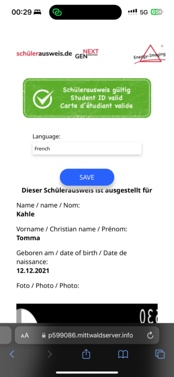 00:29
5G
schülerausweis.de
NEXT
GEN
Energy-Imaging
Schülerausweis gültig
Student ID valid
Carte d'étudiant valide
Language:
French
SAVE
Dieser Schülerausweis ist ausgestellt für
Name / name / Nom:
Kahle
Vorname / Christian name / Prénom:
Tomma
Geboren am / date of birth / Date de
naissance:
12.12.2021
Foto / Photo / Photo:
AA
p599086.mittwaldserver.info